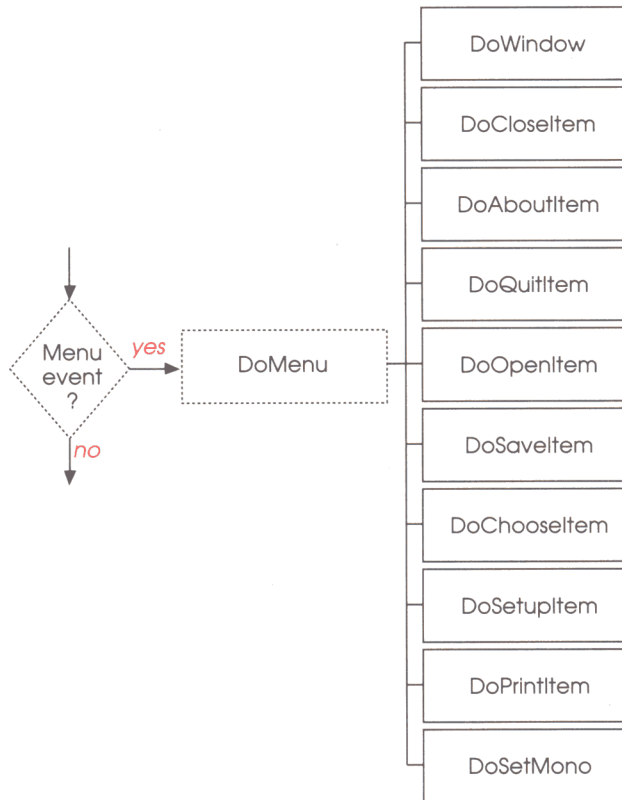 DoWindow
DoCloseItem
DoAboutItem
DoQuitItem
Menu
event
?
yes
DoMenu
DoOpenItem
no
DoSaveItem
DoChooseItem
DoSetupItem
DoPrintItem
DoSetMono